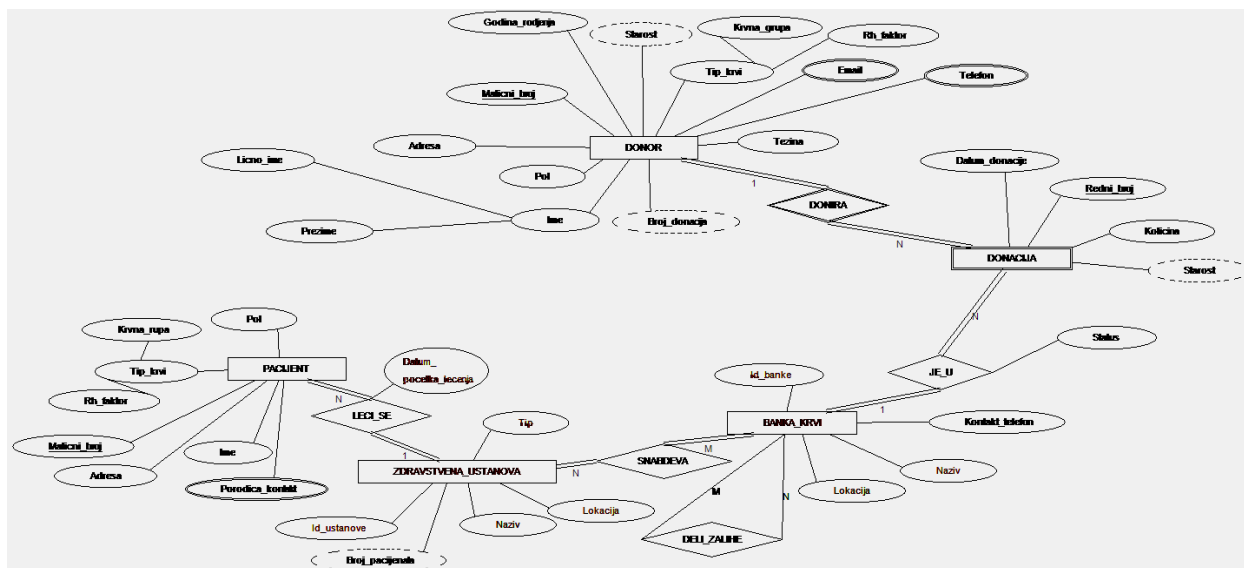 Godina_rodjenja
Starost
Krvna_grupa
Rh_faktor
Tip_krvi
Email
Telefon
Maticni_broj
Adresa
DONOR
Tezina
Licno_ime
Pol
1
DONIRA
Datum_donacije
Redni_broj
Prezime
Ime
Broj_donacija
N
Kolicina
DONACIJA
Starost
Pol
Krvna_rupa
N
Status
Tip_krvi
PACIJENT
Datum_
pocetka_lecenja
Id_banke
JE_U
Rh_faktor
N
LECI_SE
1
BANKA_KRVI
Kontakt_telefon
Maticni_broj
Ime
Tip
1
M
SNABDEVA
Adresa
ZDRAVSTVENA_USTANOVA
N
Naziv
Porodica_kontakt
M
N
Lokacija
Id_ustanove
Naziv
Lokacija
DELI_ZALIHE
Broj_pacijenata